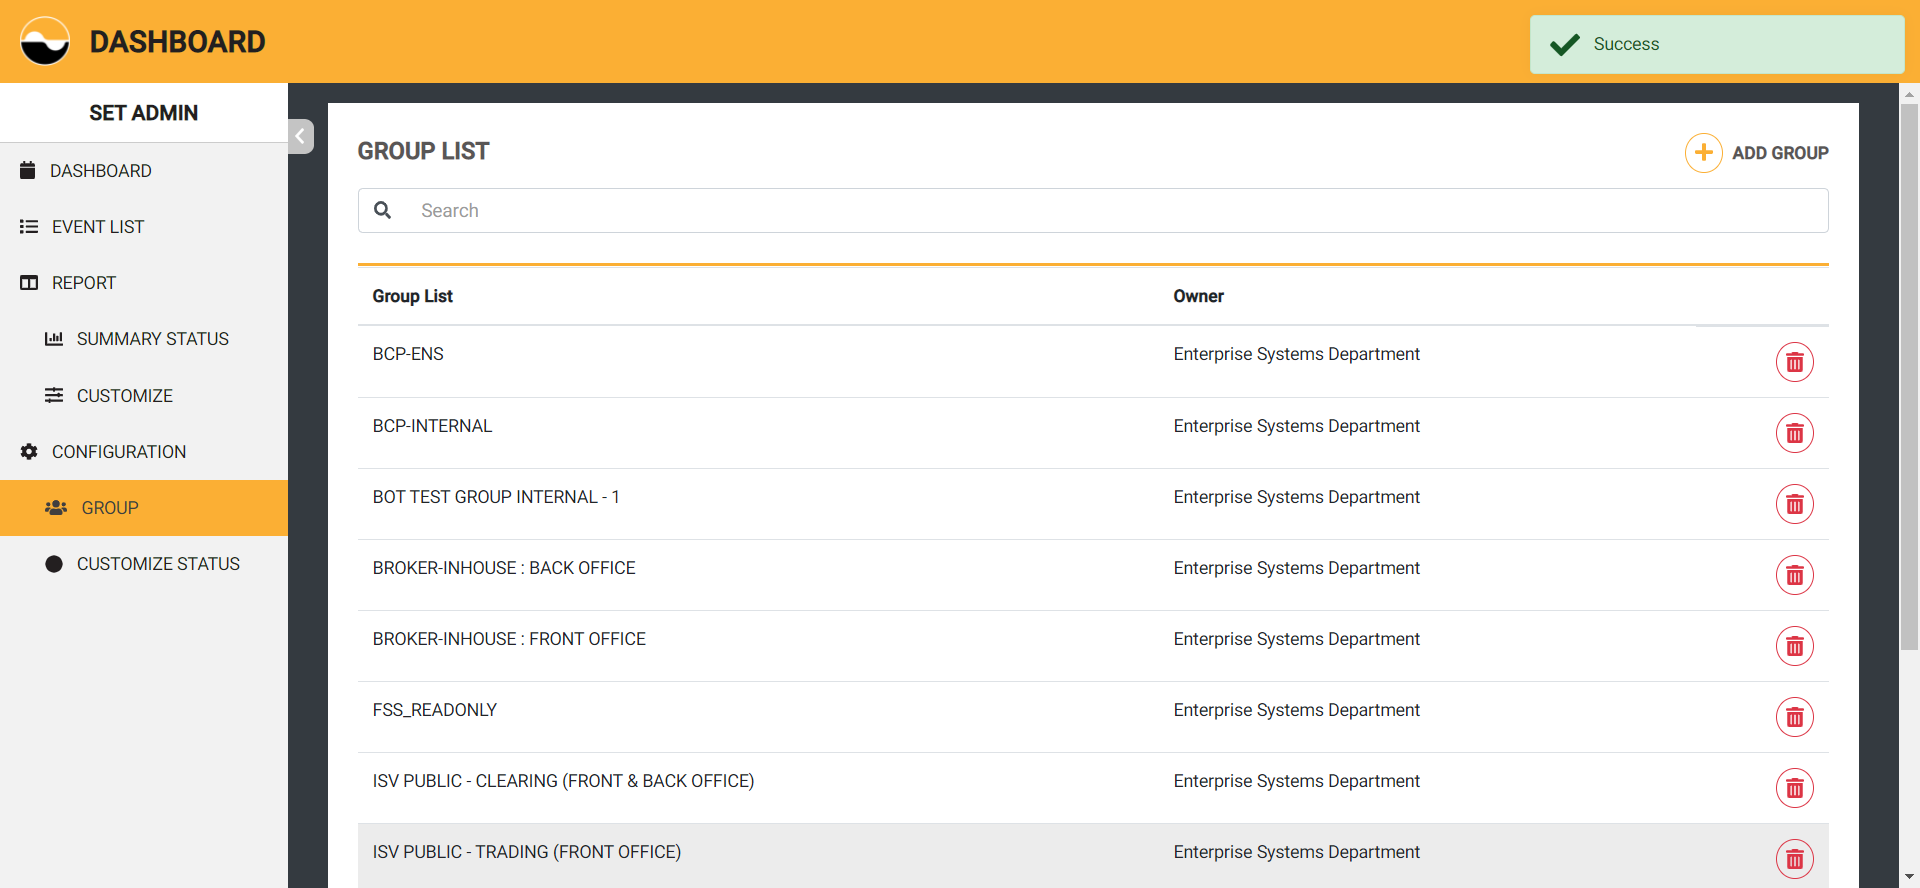 DASHBOARD
Success
SET ADMIN
DASHBOARD
EVENT LIST
REPORT
SUMMARY STATUS
CUSTOMIZE
CONFIGURATION
GROUP
CUSTOMIZE STATUS
GROUP LIST
ADD GROUP
Search
Group List Owner
BCP-ENS Enterprise Systems Department
BCP-INTERNAL Enterprise Systems Department
BOT TEST GROUP INTERNAL - 1 Enterprise Systems Department
BROKER-INHOUSE : BACK OFFICE Enterprise Systems Department
BROKER-INHOUSE : FRONT OFFICE Enterprise Systems Department
FSS_READONLY Enterprise Systems Department
ISV PUBLIC - CLEARING (FRONT & BACK OFFICE) Enterprise Systems Department
ISV PUBLIC - TRADING (FRONT OFFICE) Enterprise Systems Department